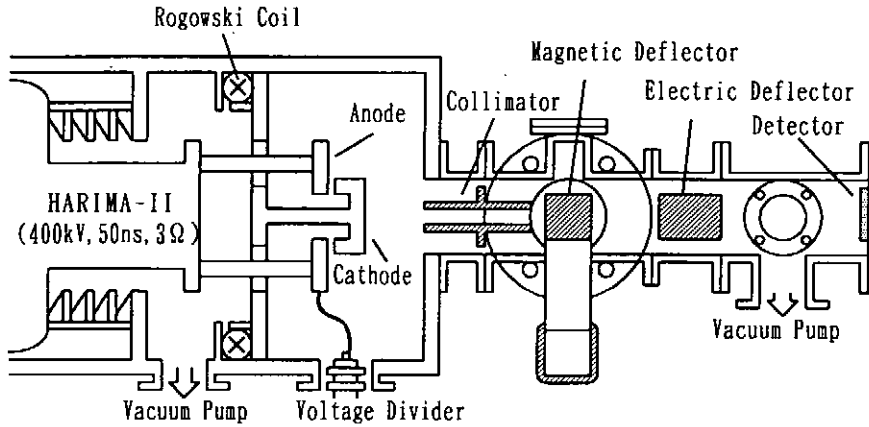 Rogowski Coil
Magnetic Deflector
Collimator
Electric Deflector
Detector
Anode
HARIMA-II
(400kV, 50ns, 3Ω)
Cathode
Vacuum Pump
Vacuum Pump
Voltage Divider